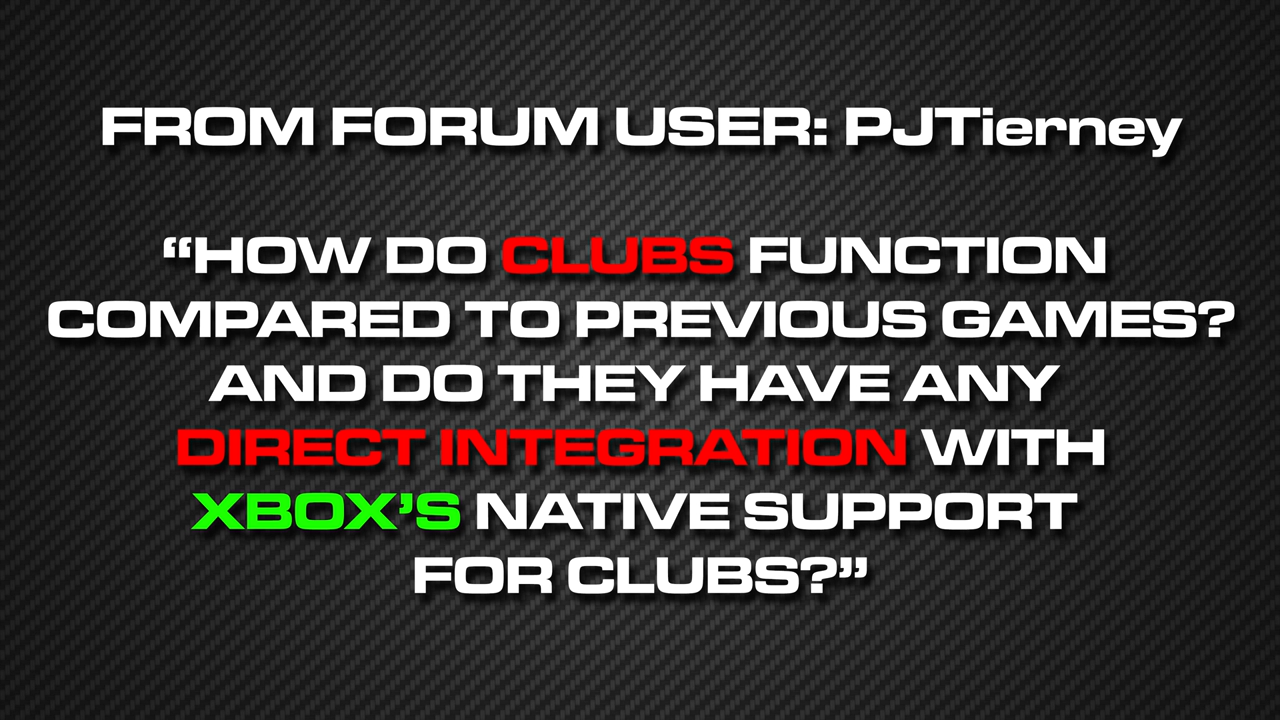 FROM FORUM USER: PJTierney
“HOW DO CLUBS FUNCTION
COMPARED TO PREVIOUS GAMES?
AND DO THEY HAVE ANY
DIRECT INTEGRATION WITH
XBOX’S NATIVE SUPPORT
FOR CLUBS?”